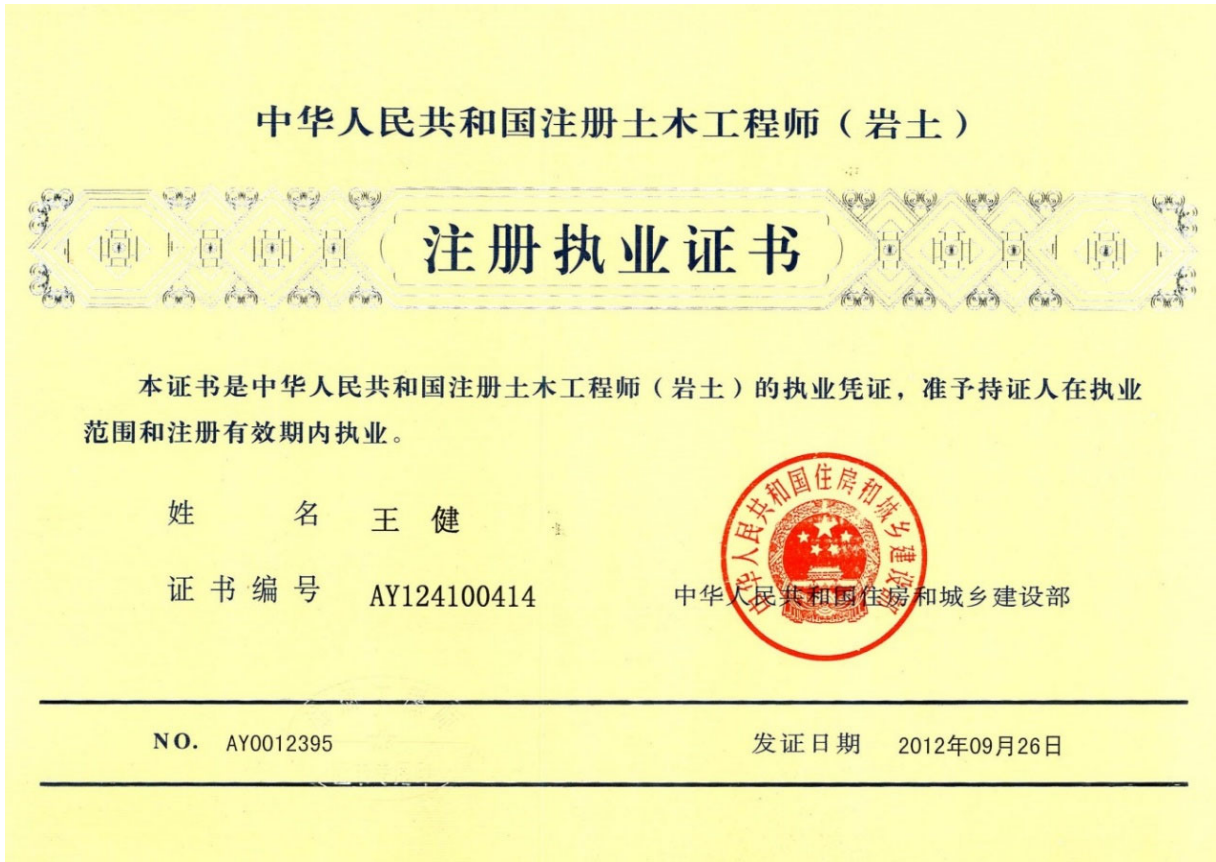 中华人民共和国注册土木工程师（岩土）
注册执业证书
本证书是中华人民共和国注册土木工程师（岩土）的执业凭证，准予持证人在执业
范围和注册有效期内执业。
姓 名 王 健
证书编号 AY124100414
中华人民共和国住房和城乡建设部
中华人民共和国住房和城乡建设部
NO. AY0012395
发证日期 2012年09月26日